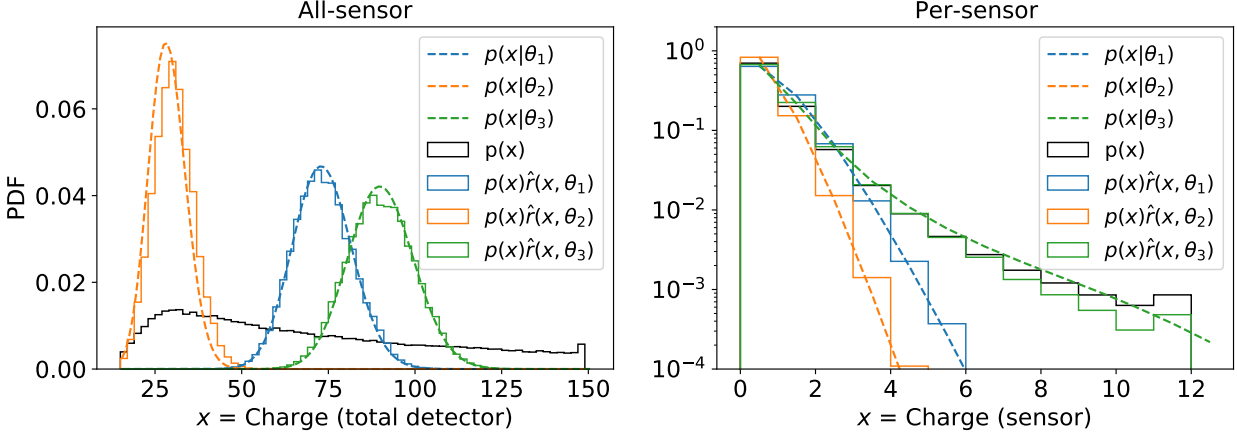 All-sensor
PDF
0.06
0.04
0.02
0.00
p(x|θ₁)
p(x|θ₂)
p(x|θ₃)
p(x)
p(x)r̂(x, θ₁)
p(x)r̂(x, θ₂)
p(x)r̂(x, θ₃)
25 50 75 100 125 150
x = Charge (total detector)
Per-sensor
10⁰
10⁻¹
10⁻²
10⁻³
10⁻⁴
p(x|θ₁)
p(x|θ₂)
p(x|θ₃)
p(x)
p(x)r̂(x, θ₁)
p(x)r̂(x, θ₂)
p(x)r̂(x, θ₃)
0 2 4 6 8 10 12
x = Charge (sensor)